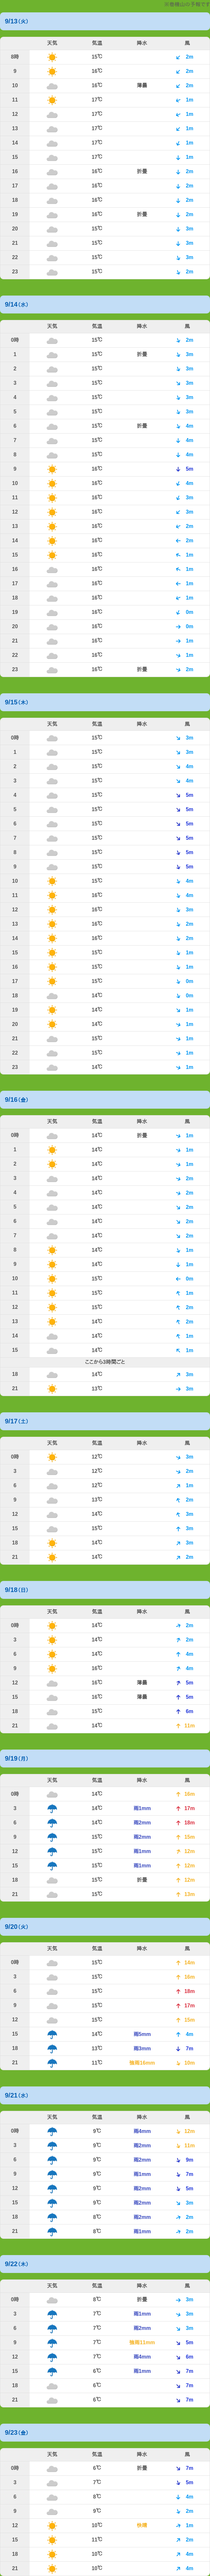 の予報です
9/13(火)
天気 気温 降水 風
8時 15℃ 2m
9 16℃ 2m
10 16℃ 薄曇 2m
11 17℃ 1m
12 17℃ 1m
13 17℃ 1m
14 17℃ 1m
15 17℃ 1m
16 16℃ 2m
17 16℃ 2m
18 16℃ 2m
19 16℃ 2m
20 15℃ 3m
21 15℃ 3m
22 15℃ 3m
23 15℃ 2m
9/14(水)
天気 気温 降水 風
0時 15℃ 2m
1 15℃ 3m
2 15℃ 3m
3 15℃ 3m
4 15℃ 3m
5 15℃ 3m
6 15℃ 4m
7 15℃ 4m
8 15℃ 4m
9 16℃ 5m
10 16℃ 4m
11 16℃ 3m
12 16℃ 3m
13 16℃ 2m
14 16℃ 2m
15 16℃ 1m
16 16℃ 1m
17 16℃ 1m
18 16℃ 1m
19 16℃ 0m
20 16℃ 0m
21 16℃ 1m
22 16℃ 1m
23 16℃ 2m
9/15(木)
天気 気温 降水 風
0時 15℃ 3m
1 15℃ 3m
2 15℃ 4m
3 15℃ 4m
4 15℃ 5m
5 15℃ 5m
6 15℃ 5m
7 15℃ 5m
8 15℃ 5m
9 15℃ 5m
10 15℃ 4m
11 16℃ 4m
12 16℃ 3m
13 16℃ 2m
14 16℃ 2m
15 15℃ 1m
16 15℃ 1m
17 15℃ 0m
18 14℃ 0m
19 14℃ 1m
20 14℃ 1m
21 15℃ 1m
22 15℃ 1m
23 14℃ 1m
9/16(金)
天気 気温 降水 風
0時 14℃ 1m
1 14℃ 1m
2 14℃ 1m
3 14℃ 2m
4 14℃ 2m
5 14℃ 2m
6 14℃ 2m
7 14℃ 2m
8 14℃ 1m
9 14℃ 1m
10 15℃ 0m
11 15℃ 1m
12 15℃ 2m
13 14℃ 2m
14 14℃ 1m
15 14℃ 1m
ここから3時間ごと
18 14℃ 3m
21 13℃ 3m
9/17(土)
天気 気温 降水 風
0時 12℃ 3m
3 12℃ 2m
6 12℃ 1m
9 13℃ 2m
12 14℃ 3m
15 15℃ 3m
18 14℃ 3m
21 14℃ 2m
9/18(日)
天気 気温 降水 風
0時 14℃ 2m
3 14℃ 2m
6 14℃ 4m
9 16℃ 4m
12 16℃ 薄曇 5m
15 16℃ 薄曇 5m
18 15℃ 6m
21 14℃ 11m
9/19(月)
天気 気温 降水 風
0時 14℃ 16m
3 14℃ 雨1mm 17m
6 14℃ 雨2mm 18m
9 15℃ 雨2mm 15m
12 15℃ 雨1mm 12m
15 15℃ 雨1mm 12m
18 15℃ 12m
21 15℃ 13m
9/20(火)
天気 気温 降水 風
0時 15℃ 14m
3 15℃ 16m
6 15℃ 18m
9 15℃ 17m
12 15℃ 15m
15 14℃ 雨5mm 4m
18 13℃ 雨3mm 7m
21 11℃ 強雨16mm 10m
9/21(水)
天気 気温 降水 風
0時 9℃ 雨4mm 12m
3 9℃ 雨2mm 11m
6 9℃ 雨2mm 9m
9 9℃ 雨1mm 7m
12 9℃ 雨2mm 5m
15 9℃ 雨2mm 3m
18 8℃ 雨2mm 2m
21 8℃ 雨1mm 2m
9/22(木)
天気 気温 降水 風
0時 8℃ 3m
3 7℃ 雨1mm 3m
6 7℃ 雨2mm 3m
9 7℃ 強雨11mm 5m
12 7℃ 雨4mm 6m
15 6℃ 雨1mm 7m
18 6℃ 7m
21 6℃ 7m
9/23(金)
天気 気温 降水 風
0時 6℃ 7m
3 7℃ 5m
6 8℃ 4m
9 9℃ 2m
12 10℃ 快晴 1m
15 11℃ 2m
18 10℃ 4m
21 10℃ 4m